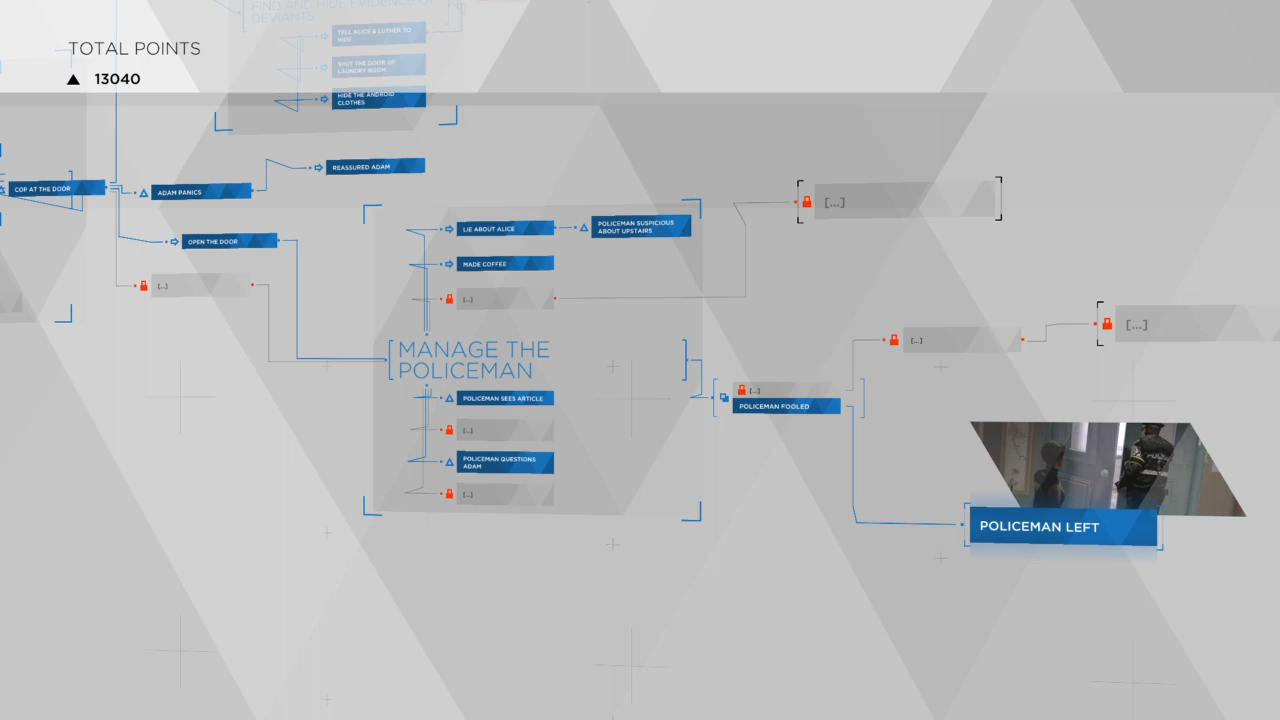 FIND AND HIDE EVIDENCE OF
DEVIANTS
TELL ALICE & LUTHER TO
HIDE
SHUT THE DOOR OF
LAUNDRY ROOM
HIDE THE ANDROID
CLOTHES
TOTAL POINTS
13040
COP AT THE DOOR
ADAM PANICS
REASSURED ADAM
OPEN THE DOOR
[...]
LIE ABOUT ALICE
POLICEMAN SUSPICIOUS
ABOUT UPSTAIRS
MADE COFFEE
[...]
[...]
MANAGE THE
POLICEMAN
POLICEMAN SEES ARTICLE
[...]
POLICEMAN QUESTIONS
ADAM
[...]
[...]
POLICEMAN FOOLED
[...]
[...]
POLICEMAN LEFT